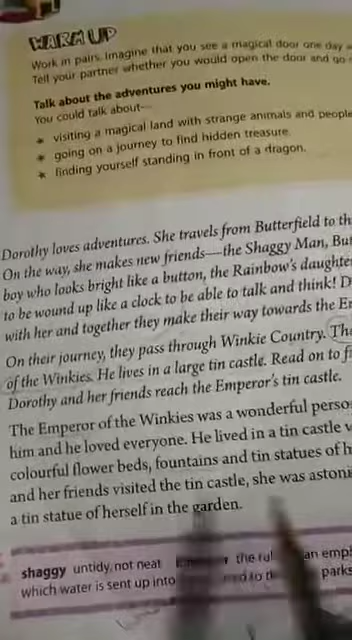 WARM UP
Work in pairs. Imagine that you see a magical door one day
Tell your partner whether you would open the door and go
Talk about the adventures you might have.
You could talk about—
* visiting a magical land with strange animals and people
* going on a journey to find hidden treasure.
* finding yourself standing in front of a dragon.
Dorothy loves adventures. She travels from Butterfield to th
On the way, she makes new friends—the Shaggy Man, But
boy who looks bright like a button, the Rainbow's daughte
to be wound up like a clock to be able to talk and think! D
with her and together they make their way towards the E
On their journey, they pass through Winkie Country. Th
of the Winkies. He lives in a large tin castle. Read on to f
Dorothy and her friends reach the Emperor's tin castle.
The Emperor of the Winkies was a wonderful perso
him and he loved everyone. He lived in a tin castle w
colourful flower beds, fountains and tin statues of h
and her friends visited the tin castle, she was astoni
a tin statue of herself in the garden.
shaggy untidy, not neat the rul an emp
which water is sent up into to parks